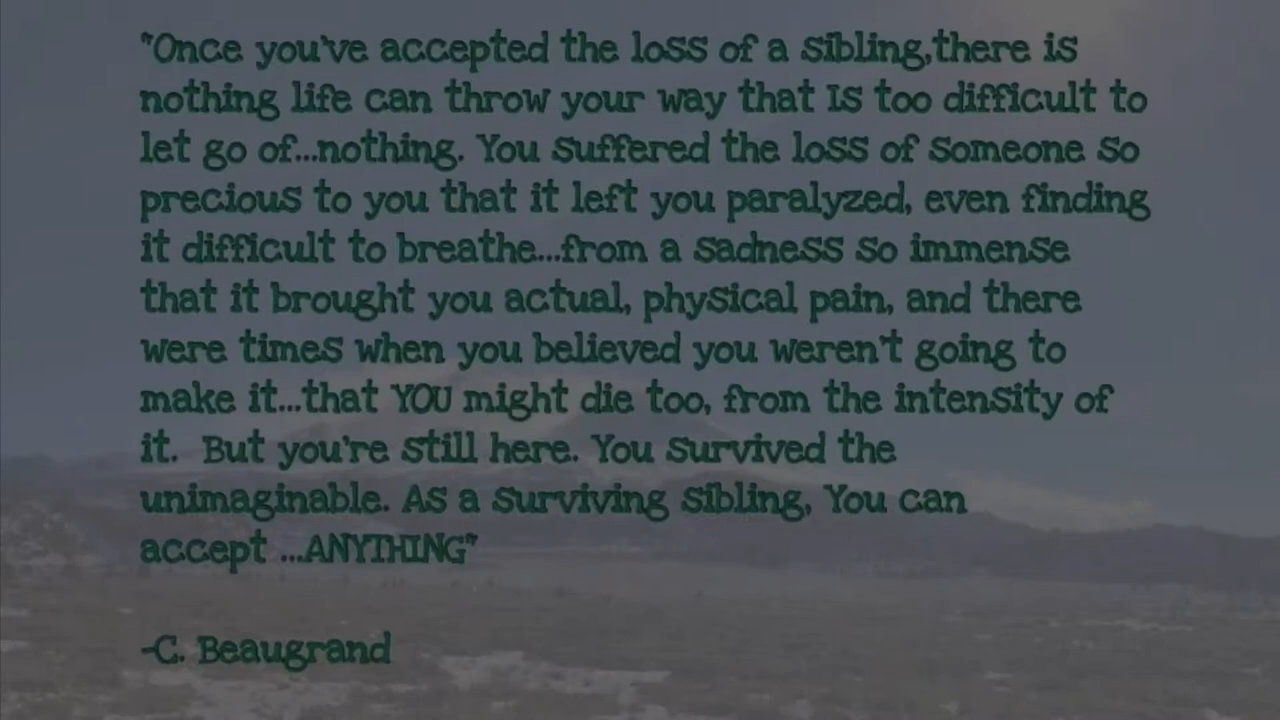 "Once you've accepted the loss of a sibling,there is
nothing life can throw your way that Is too difficult to
let go of...nothing. You suffered the loss of someone so
precious to you that it left you paralyzed, even finding
it difficult to breathe...from a sadness so immense
that it brought you actual, physical pain, and there
were times when you believed you weren't going to
make it...that YOU might die too, from the intensity of
it.  But you're still here. You survived the
unimaginable. As a surviving sibling, You can
accept ...ANYTHING"
-C. Beaugrand